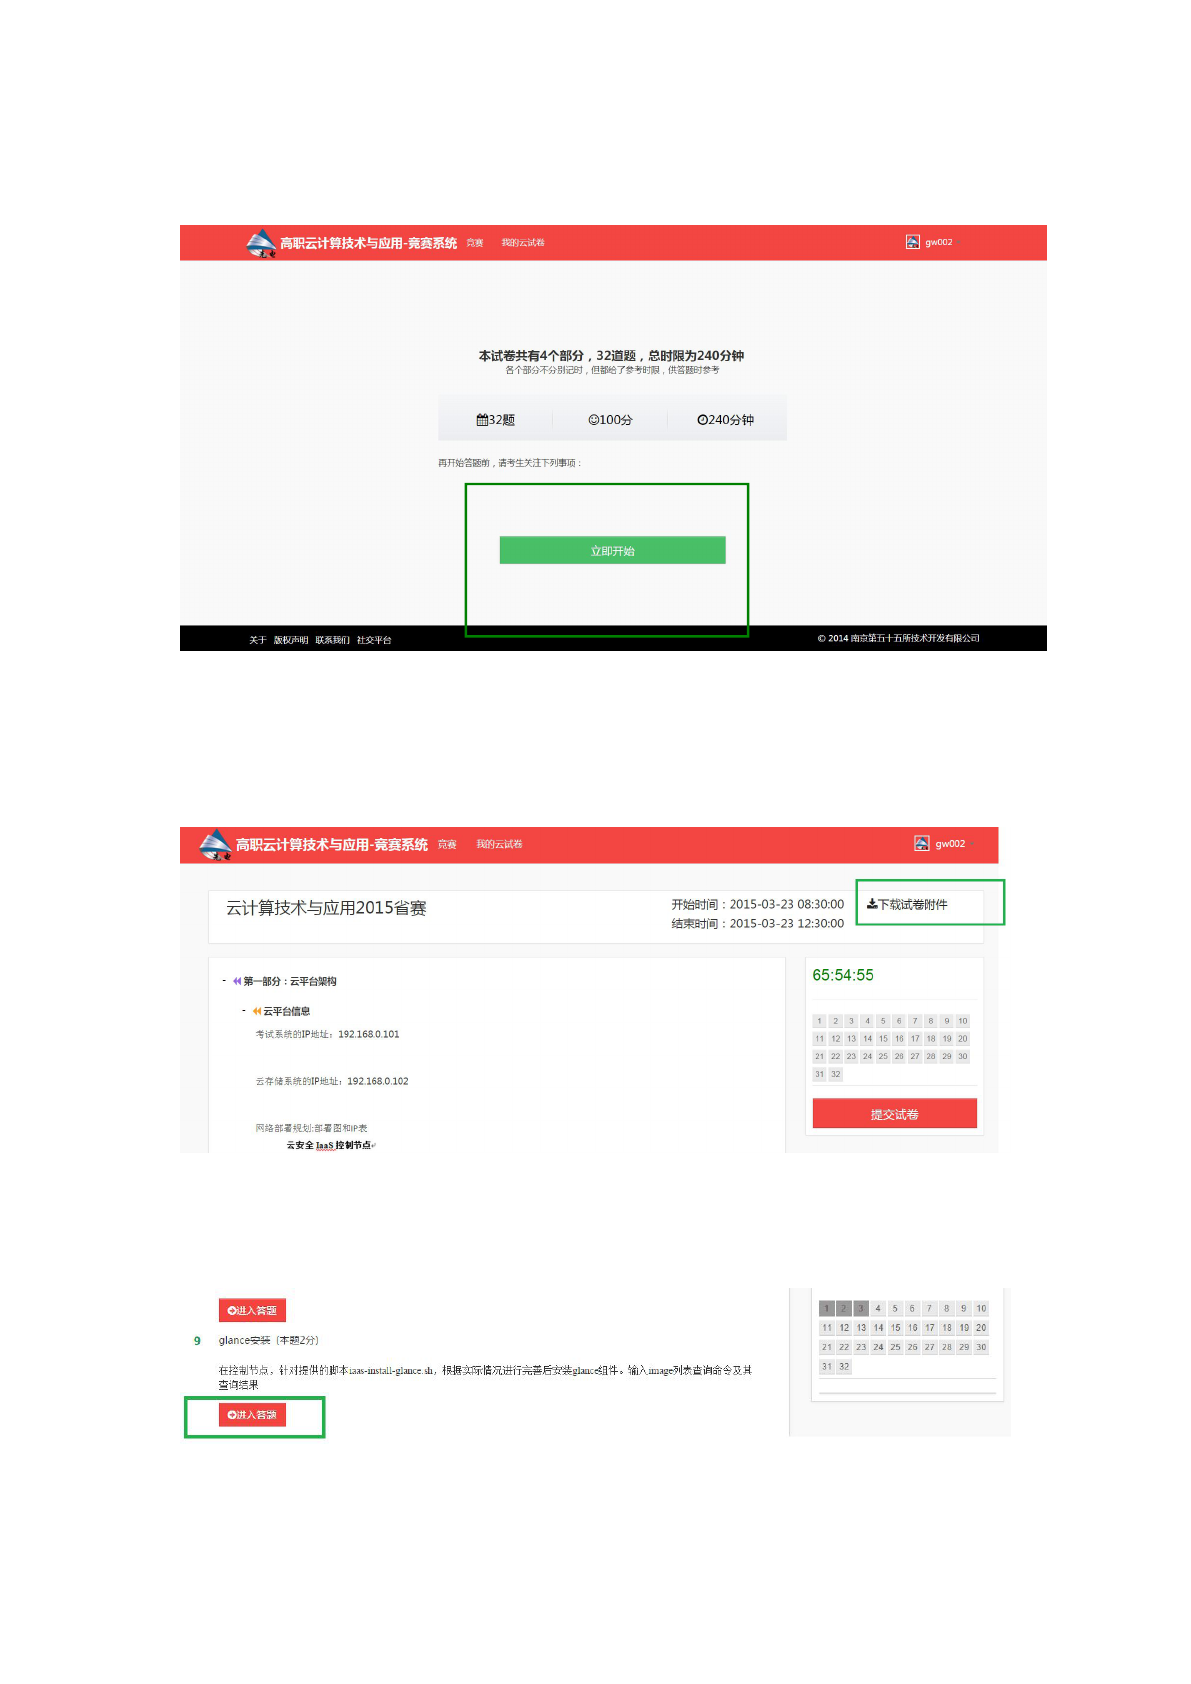 高职云计算技术与应用-竞赛系统 竞赛 我的云试卷 gw002
本试卷共有4个部分，32道题，总时限为240分钟
各个部分不分别记时，但都给了参考时限，供答题时参考
32题 100分 240分钟
再开始答题前，请考生关注下列事项：
立即开始
关于 版权声明 联系我们 社交平台 © 2014 南京第五十五所技术开发有限公司
高职云计算技术与应用-竞赛系统 竞赛 我的云试卷 gw002
云计算技术与应用2015省赛 开始时间：2015-03-23 08:30:00 下载试卷附件
结束时间：2015-03-23 12:30:00
65:54:55
- 第一部分：云平台架构
- 云平台信息
考试系统的IP地址：192.168.0.101
云存储系统的IP地址：192.168.0.102
网络部署规划:部署图和IP表
云安全 IaaS 控制节点
1 2 3 4 5 6 7 8 9 10
11 12 13 14 15 16 17 18 19 20
21 22 23 24 25 26 27 28 29 30
31 32
提交试卷
进入答题
9 glance安装（本题2分）
在控制节点，针对提供的脚本iaas-install-glance.sh，根据实际情况进行完善后安装glance组件。输入image列表查询命令及其
查询结果
进入答题
1 2 3 4 5 6 7 8 9 10
11 12 13 14 15 16 17 18 19 20
21 22 23 24 25 26 27 28 29 30
31 32